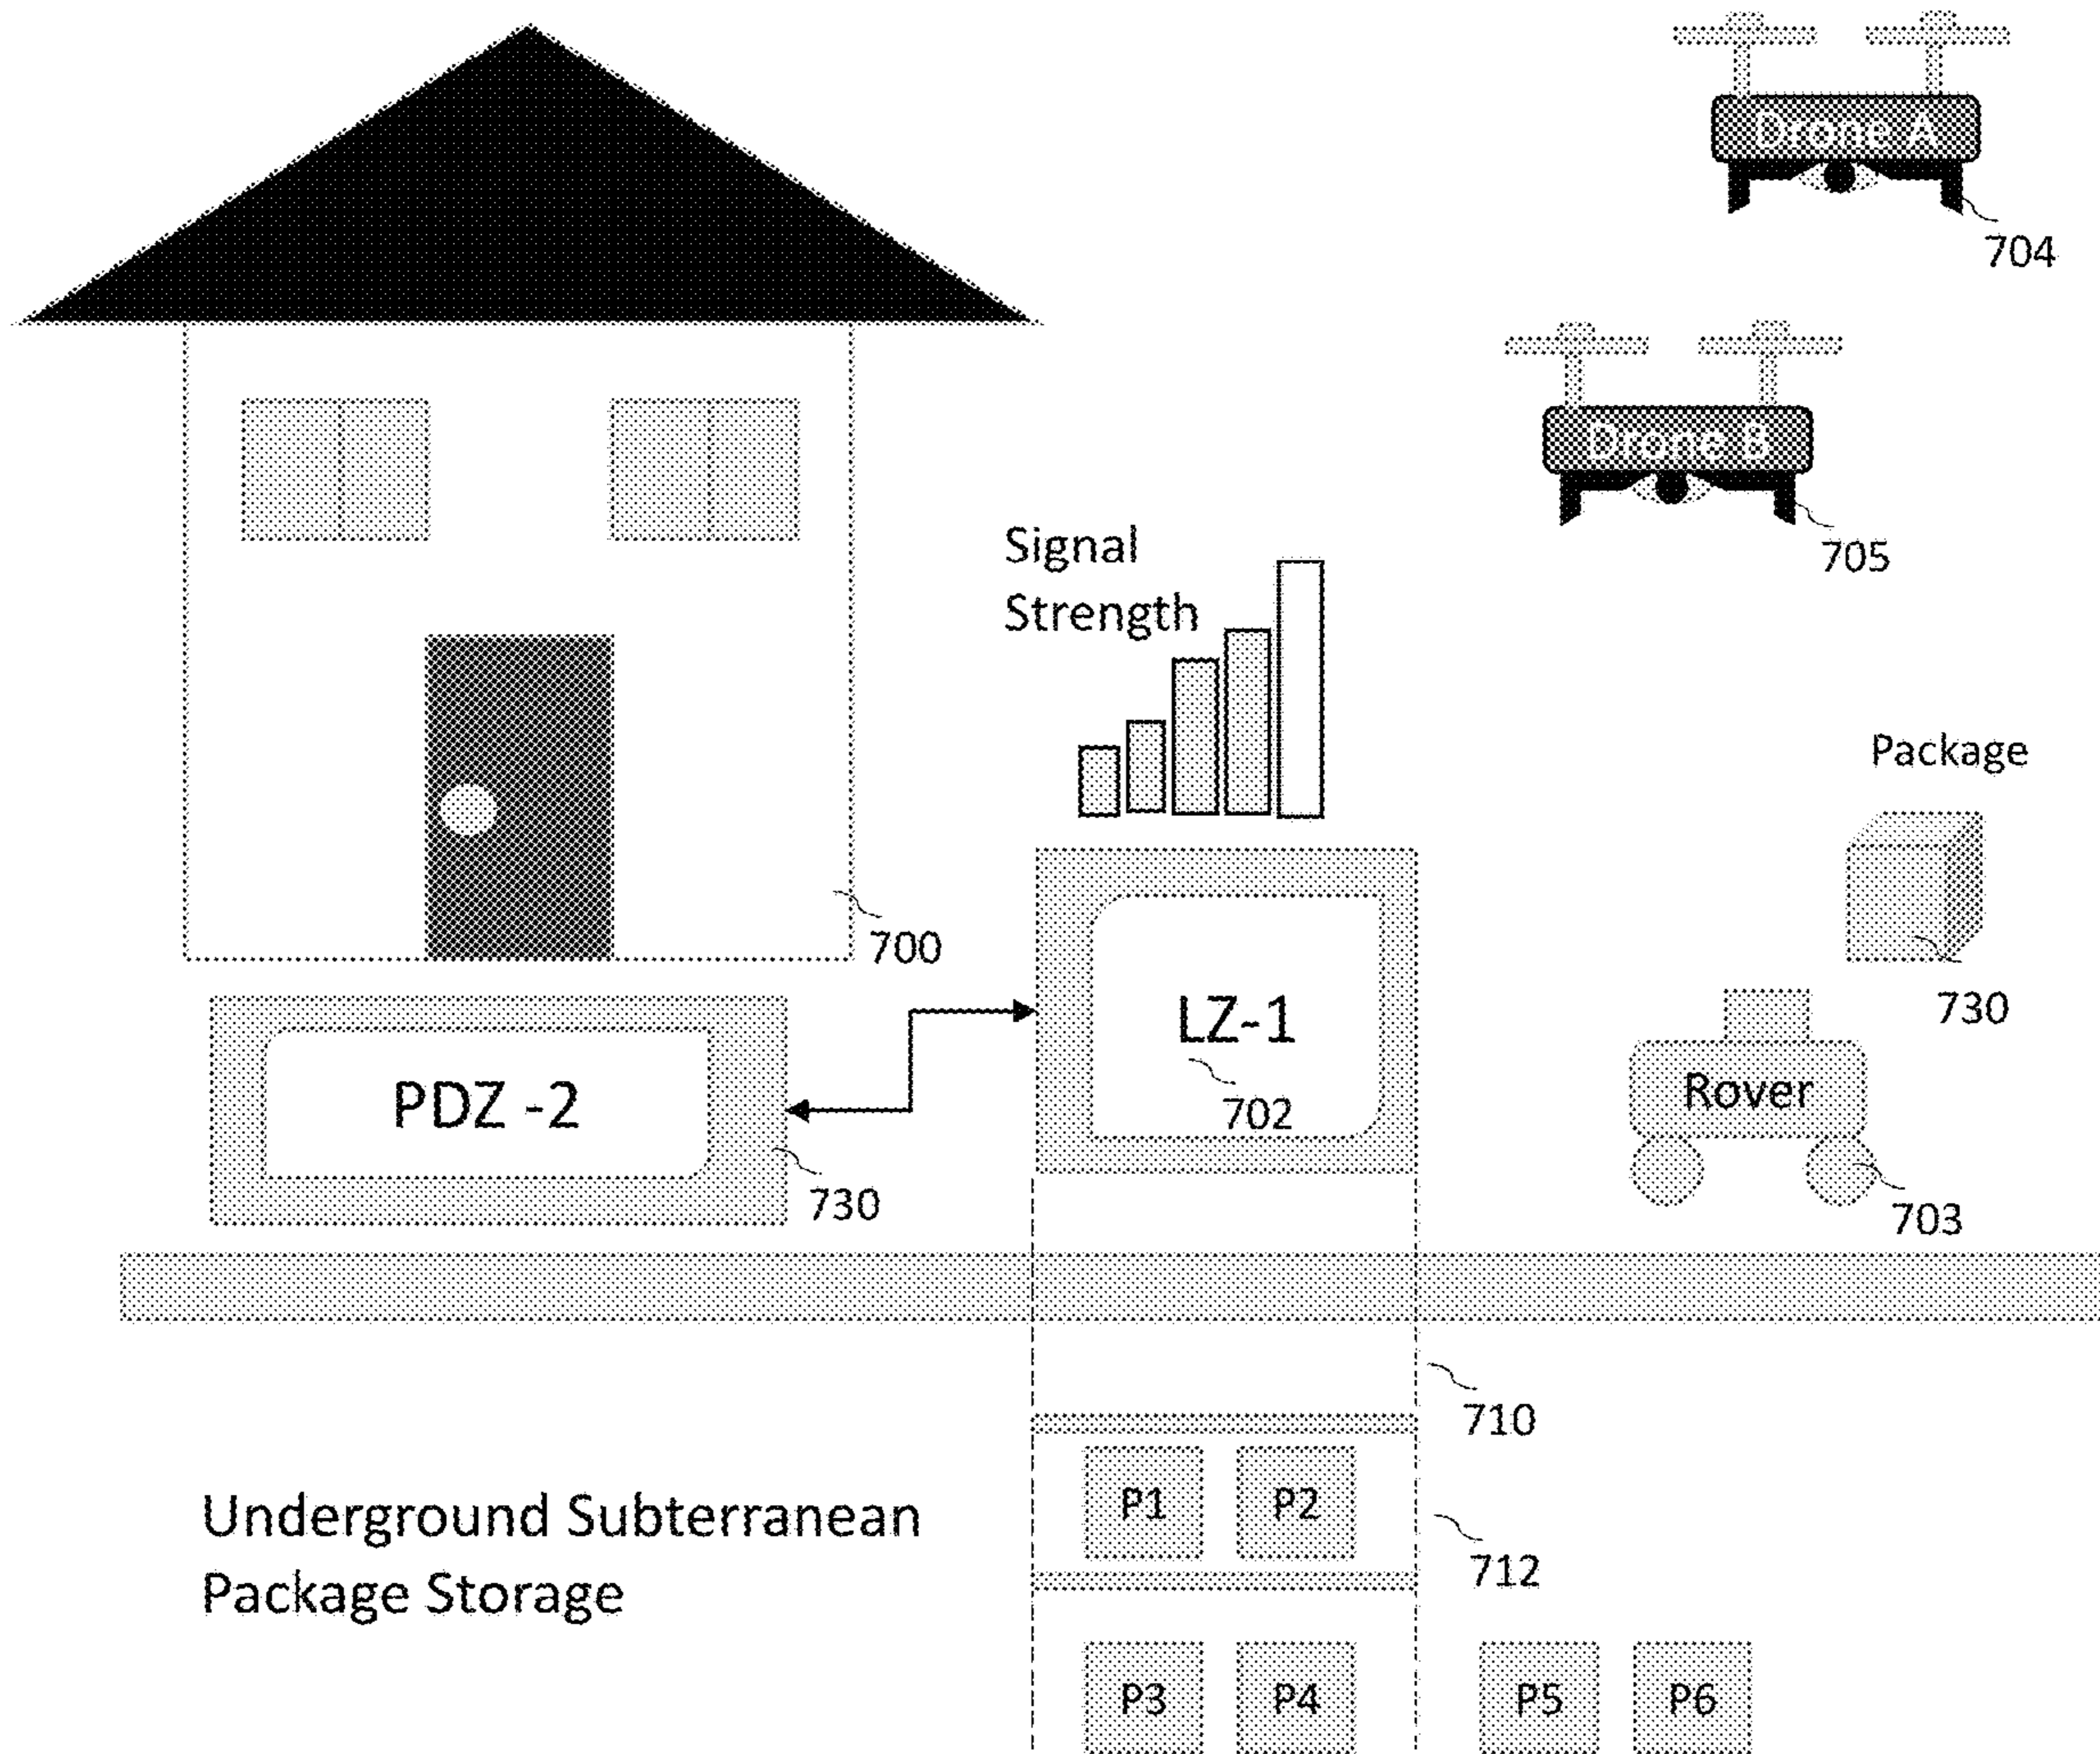 Drone A
704
Drone B
705
Signal
Strength
Package
730
700
LZ-1
702
PDZ -2
730
Rover
703
710
Underground Subterranean
Package Storage
P1 P2
712
P3 P4 P5 P6